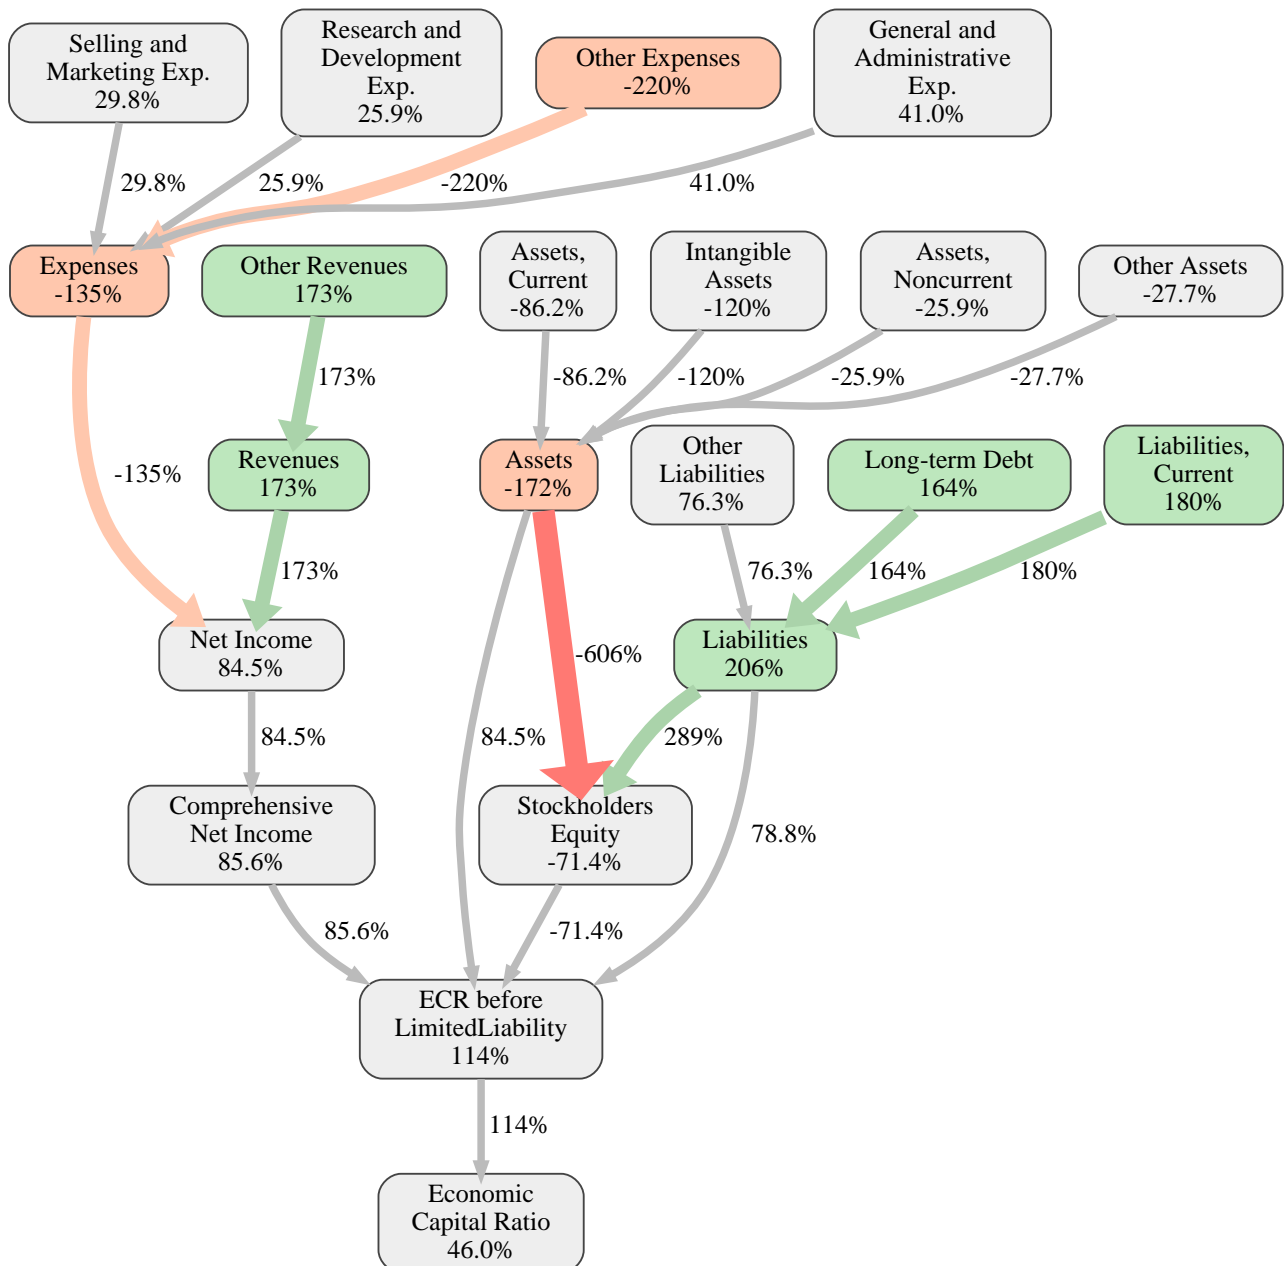 Selling and
Marketing Exp.
29.8%
Research and
Development
Exp.
25.9%
Other Expenses
-220%
General and
Administrative
Exp.
41.0%
29.8%
25.9%
-220%
41.0%
Expenses
-135%
Other Revenues
173%
Assets,
Current
-86.2%
Intangible
Assets
-120%
Assets,
Noncurrent
-25.9%
Other Assets
-27.7%
173%
-86.2%
-120%
-25.9%
-27.7%
-135%
Revenues
173%
Assets
-172%
Other
Liabilities
76.3%
Long-term Debt
164%
Liabilities,
Current
180%
173%
76.3%
164%
180%
Net Income
84.5%
-606%
Liabilities
206%
84.5%
84.5%
289%
Comprehensive
Net Income
85.6%
Stockholders
Equity
-71.4%
78.8%
85.6%
-71.4%
ECR before
LimitedLiability
114%
114%
Economic
Capital Ratio
46.0%